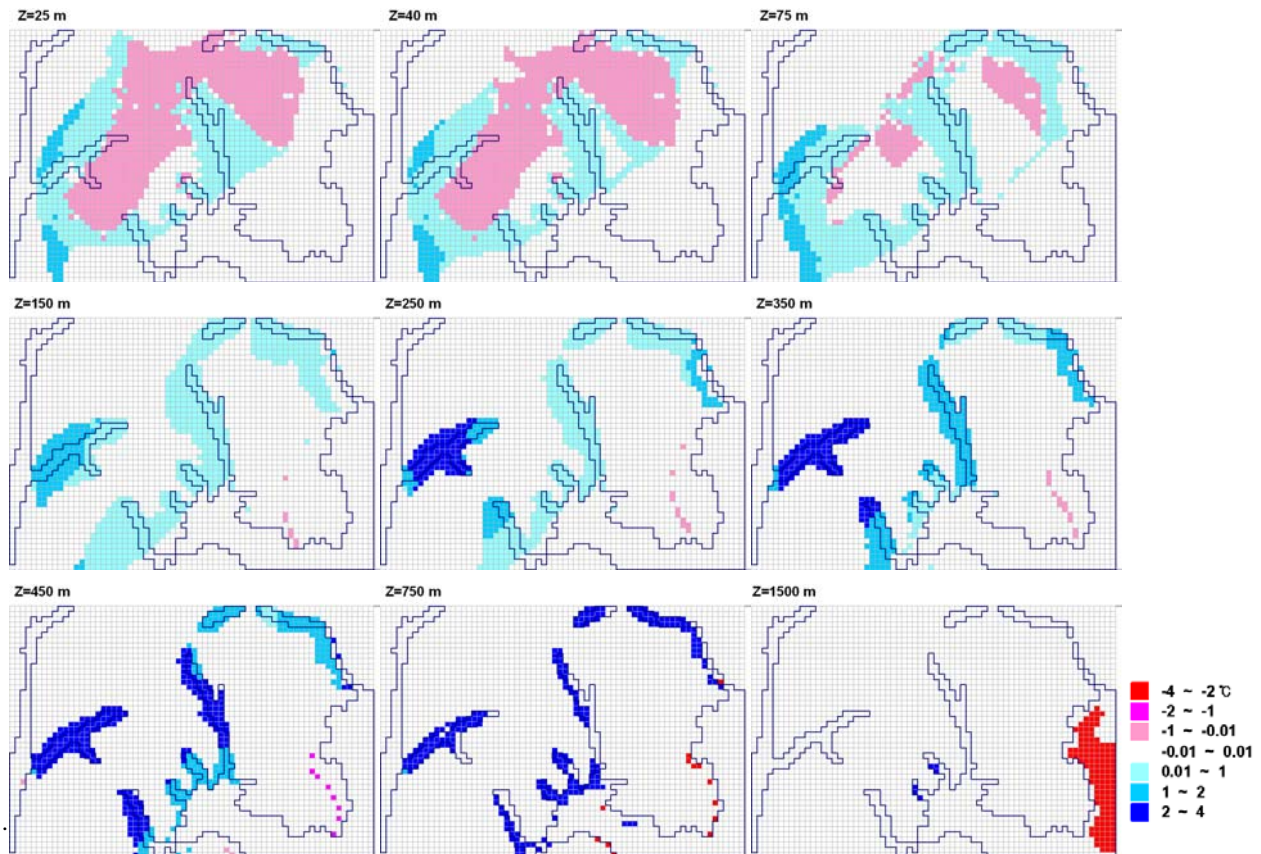 Z=25 m
Z=40 m
Z=75 m
Z=150 m
Z=250 m
Z=350 m
Z=450 m
Z=750 m
Z=1500 m
-4 ~ -2 ℃
-2 ~ -1
-1 ~ -0.01
-0.01 ~ 0.01
0.01 ~ 1
1 ~ 2
2 ~ 4